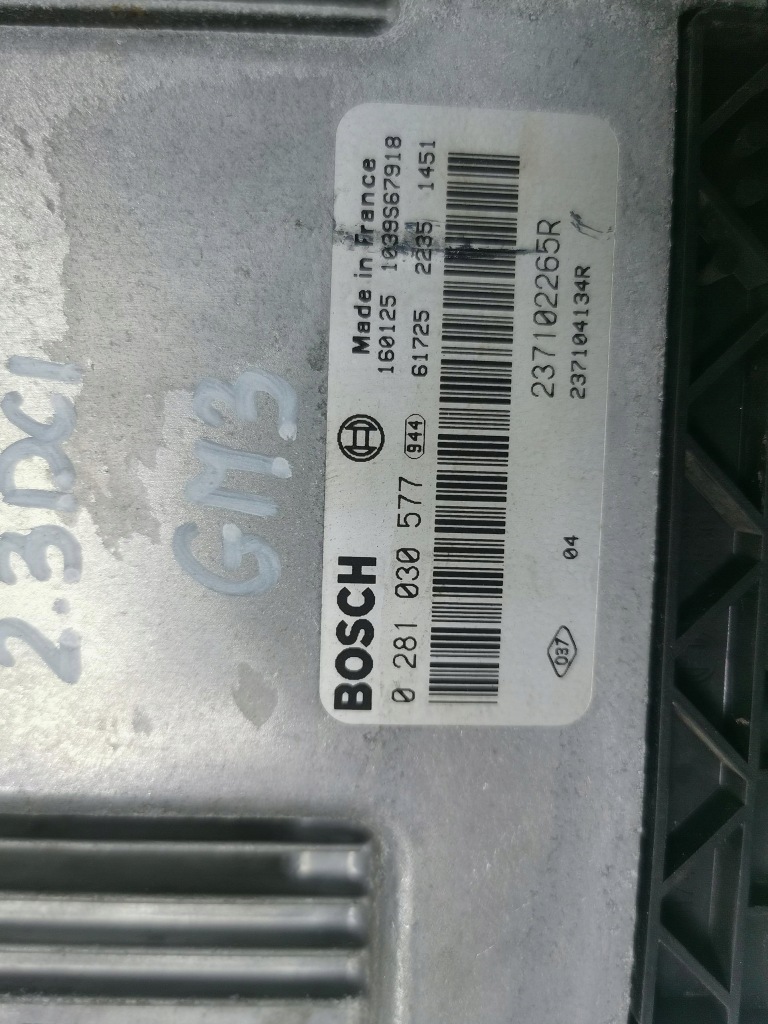 2.3DCI
GM3
BOSCH
Made in France
0 281 030 577
160125 1039S67918
944
61725 2235 1451
237102265R
237104134R
04
037